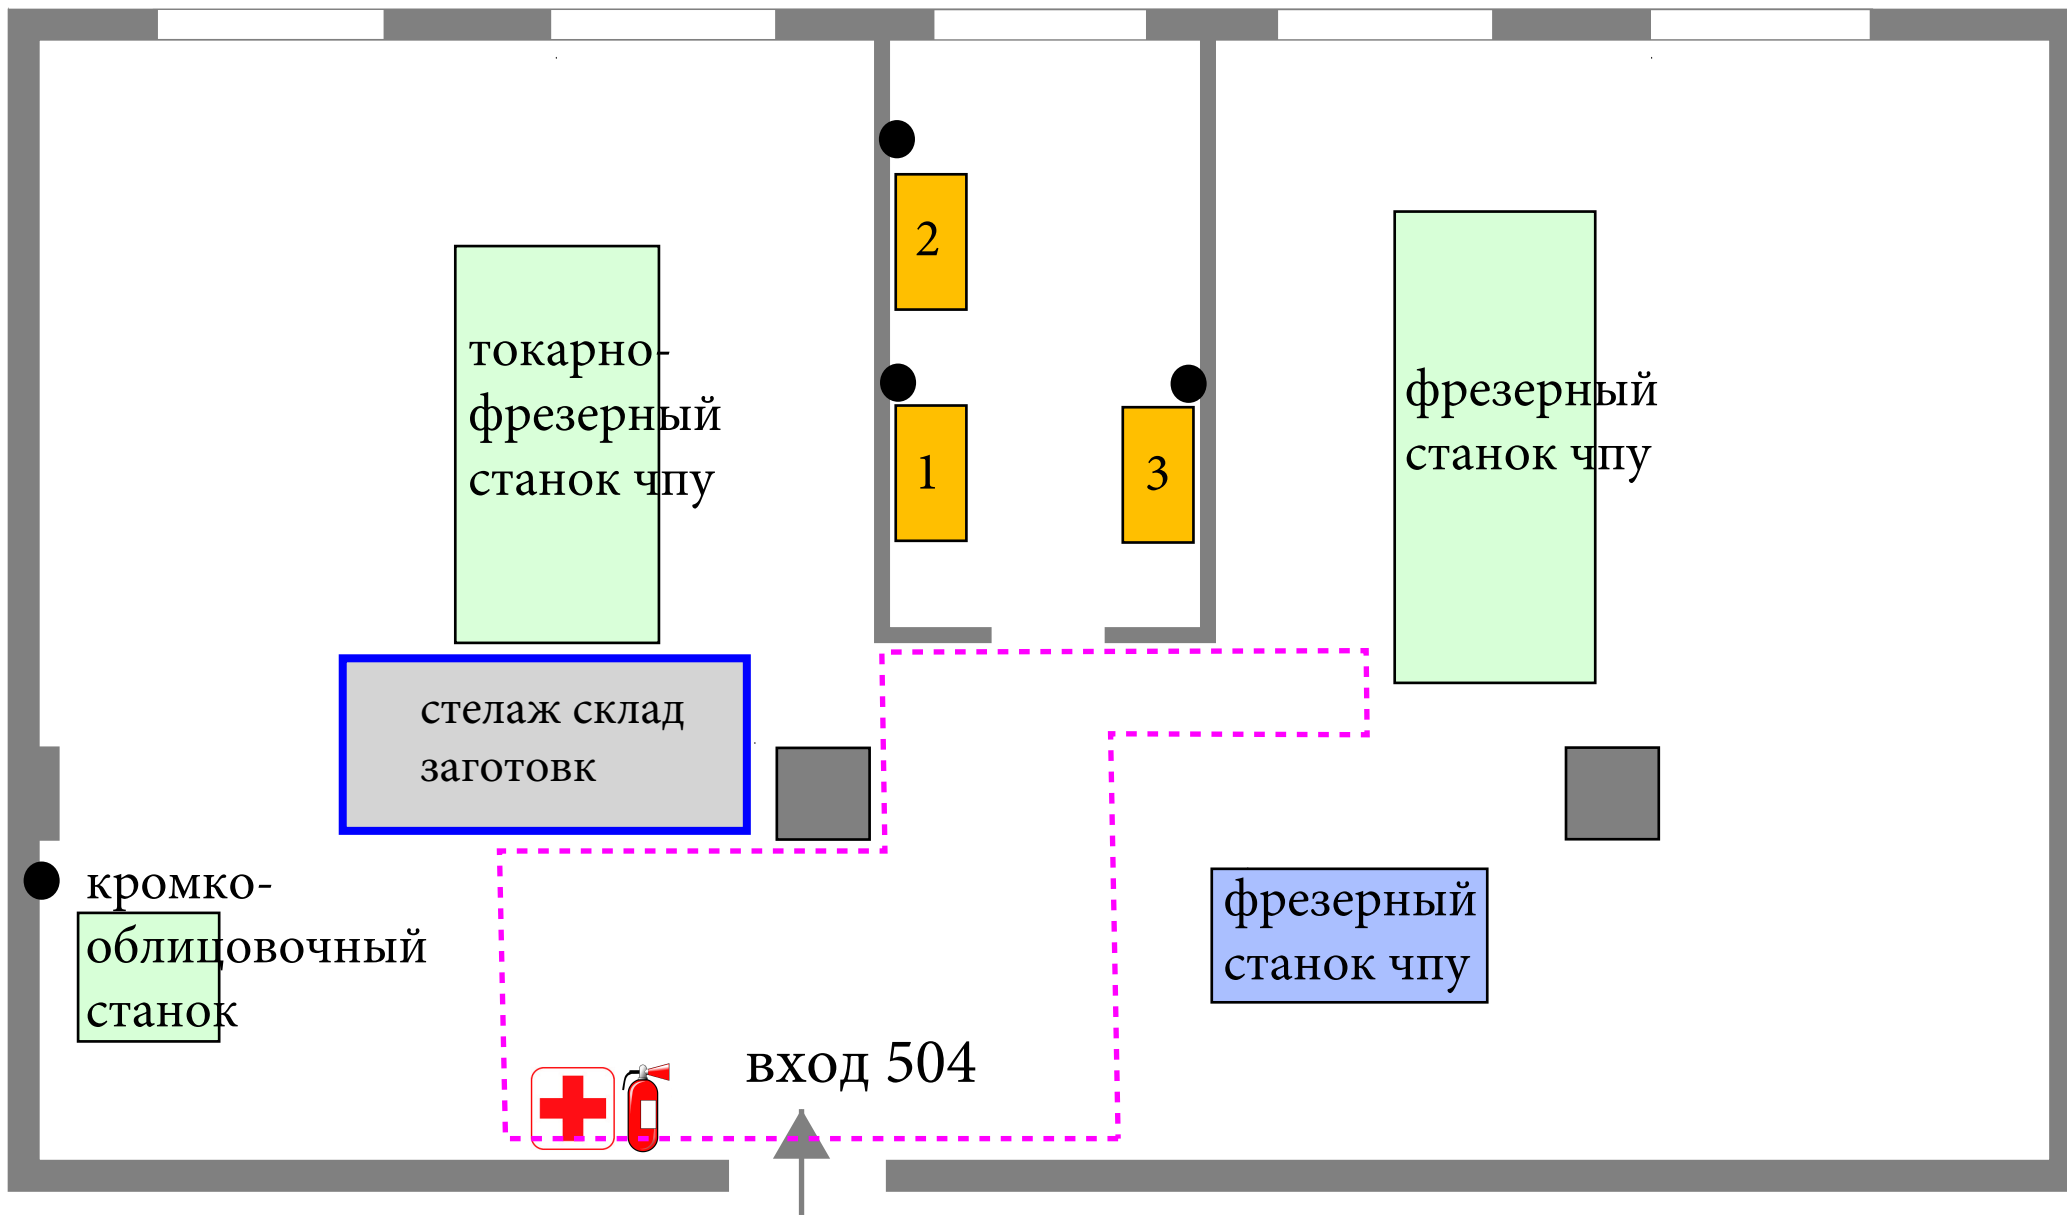 2
токарно-
фрезерный
станок чпу
1
3
фрезерный
станок чпу
стелаж склад
заготовк
кромко-
облицовочный
станок
фрезерный
станок чпу
вход 504